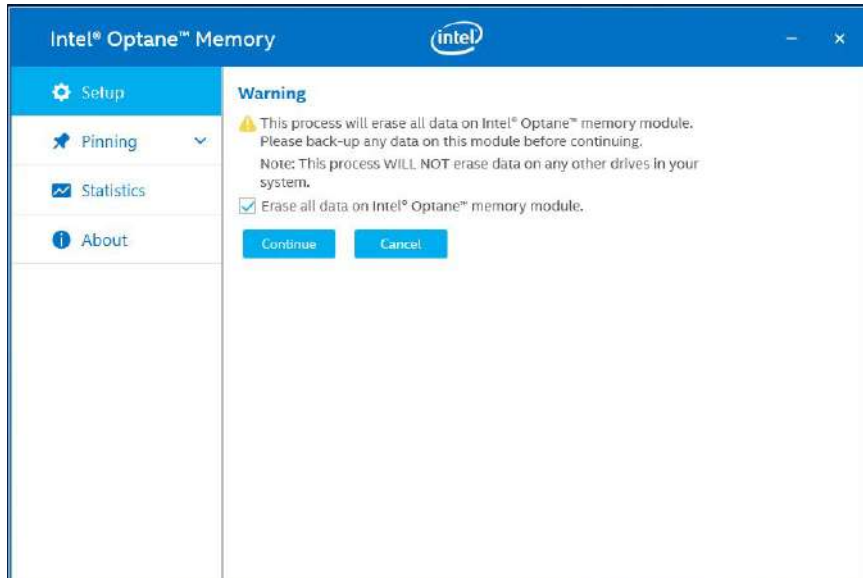 Intel® Optane™ Memory
intel
Setup
Pinning
Statistics
About
Warning
This process will erase all data on Intel® Optane™ memory module.
Please back-up any data on this module before continuing.
Note: This process WILL NOT erase data on any other drives in your
system.
Erase all data on Intel® Optane™ memory module.
Continue
Cancel